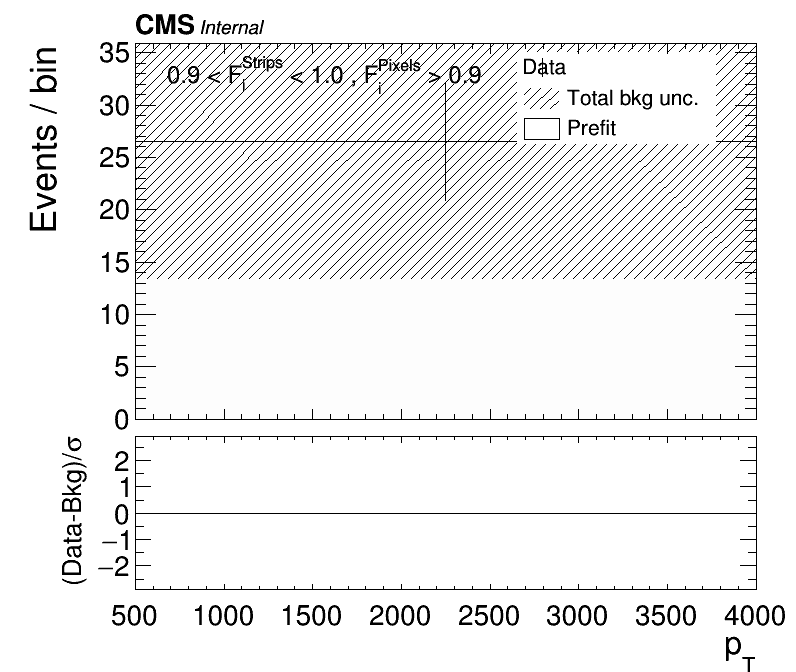 CMS Internal
0.9 < F_i^Strips < 1.0 , F_i^Pixels > 0.9
Data
Total bkg unc.
Prefit
Events / bin
35
30
25
20
15
10
5
0
(Data-Bkg)/σ
2
1
0
−1
−2
500 1000 1500 2000 2500 3000 3500 4000
p_T